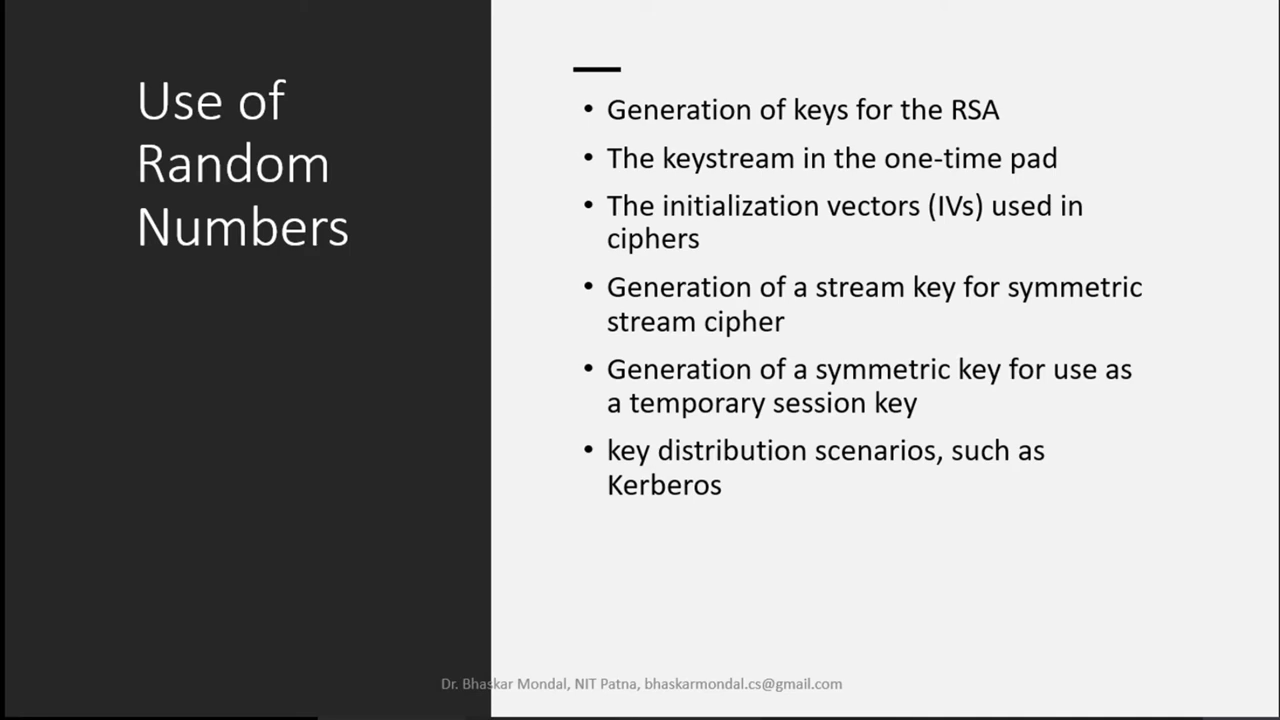 Use of
Random
Numbers
• Generation of keys for the RSA
• The keystream in the one-time pad
• The initialization vectors (IVs) used in
ciphers
• Generation of a stream key for symmetric
stream cipher
• Generation of a symmetric key for use as
a temporary session key
• key distribution scenarios, such as
Kerberos
Dr. Bhaskar Mondal, NIT Patna, bhaskarmondal.cs@gmail.com